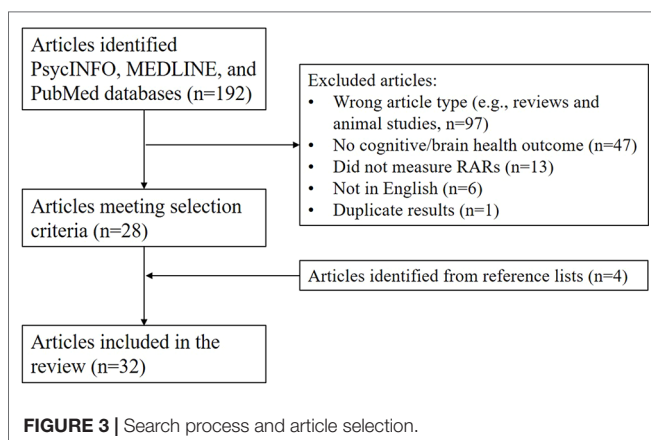 Articles identified
PsycINFO, MEDLINE, and
PubMed databases (n=192)
Excluded articles:
• Wrong article type (e.g., reviews and
animal studies, n=97)
• No cognitive/brain health outcome (n=47)
• Did not measure RARs (n=13)
• Not in English (n=6)
• Duplicate results (n=1)
Articles meeting selection
criteria (n=28)
Articles identified from reference lists (n=4)
Articles included in the
review (n=32)
FIGURE 3 | Search process and article selection.